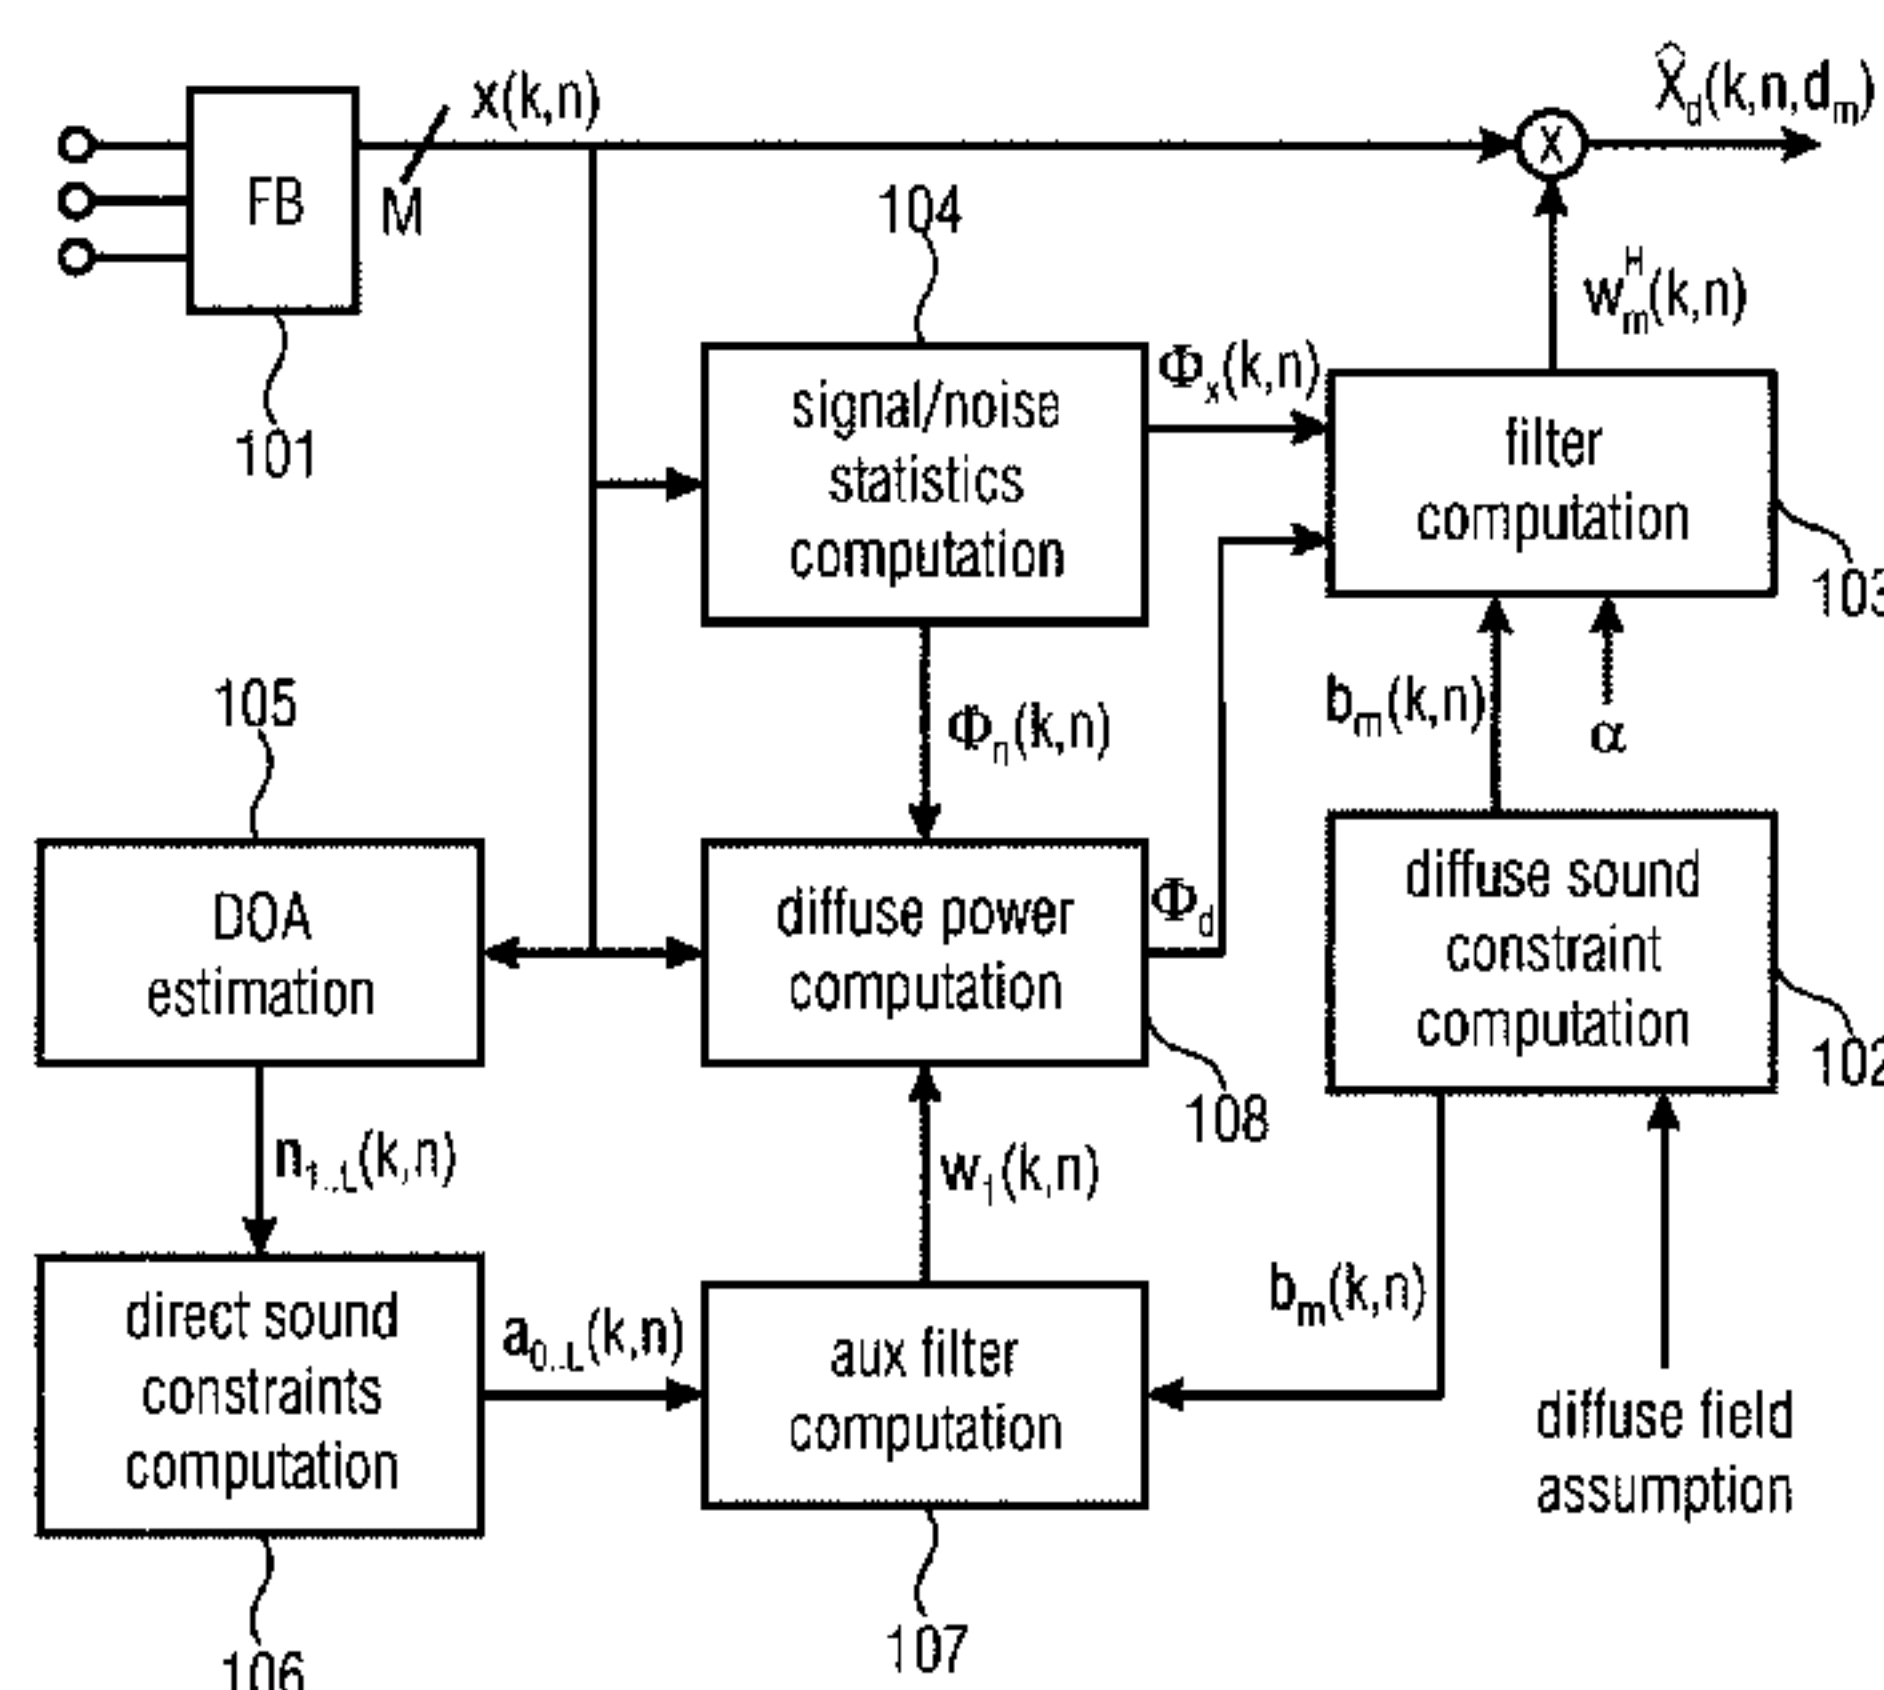 x(k,n)
X̂d(k,n,dm)
FB
M
104
wmH(k,n)
101
signal/noise
statistics
computation
Φx(k,n)
filter
computation
103
105
Φn(k,n)
bm(k,n)
α
DOA
estimation
diffuse power
computation
Φd
diffuse sound
constraint
computation
102
108
n1..L(k,n)
w1(k,n)
direct sound
constraints
computation
a0..L(k,n)
aux filter
computation
bm(k,n)
diffuse field
assumption
106
107
X